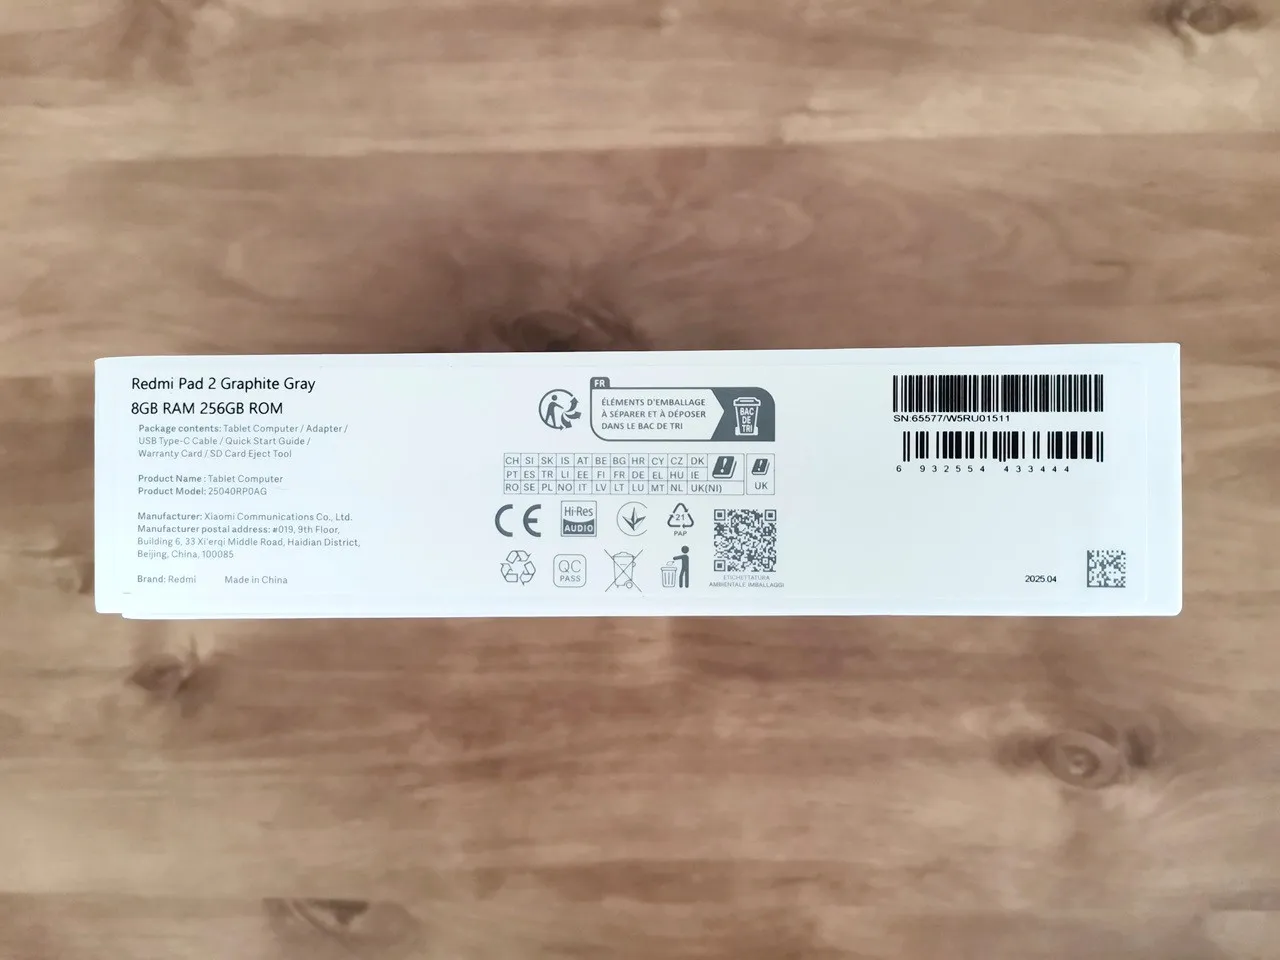 Redmi Pad 2 Graphite Gray
8GB RAM 256GB ROM
Package contents: Tablet Computer / Adapter /
USB Type-C Cable / Quick Start Guide /
Warranty Card / SD Card Eject Tool
Product Name : Tablet Computer
Product Model: 25040RP0AG
Manufacturer: Xiaomi Communications Co., Ltd.
Manufacturer postal address: #019, 9th Floor,
Building 6, 33 Xi'erqi Middle Road, Haidian District,
Beijing, China, 100085
Brand: Redmi Made in China
FR
ÉLÉMENTS D'EMBALLAGE
À SÉPARER ET À DÉPOSER
DANS LE BAC DE TRI
BAC
DE
TRI
CH SI SK IS AT BE BG HR CY CZ DK
PT ES TR LI EE FI FR DE EL HU IE
RO SE PL NO IT LV LT LU MT NL UK(NI)
UK
CE
Hi-Res
AUDIO
21
PAP
QC
PASS
ETICHETTATURA
AMBIENTALE IMBALLAGGI
SN:65577/W5RU01511
6 932554 433444
2025.04